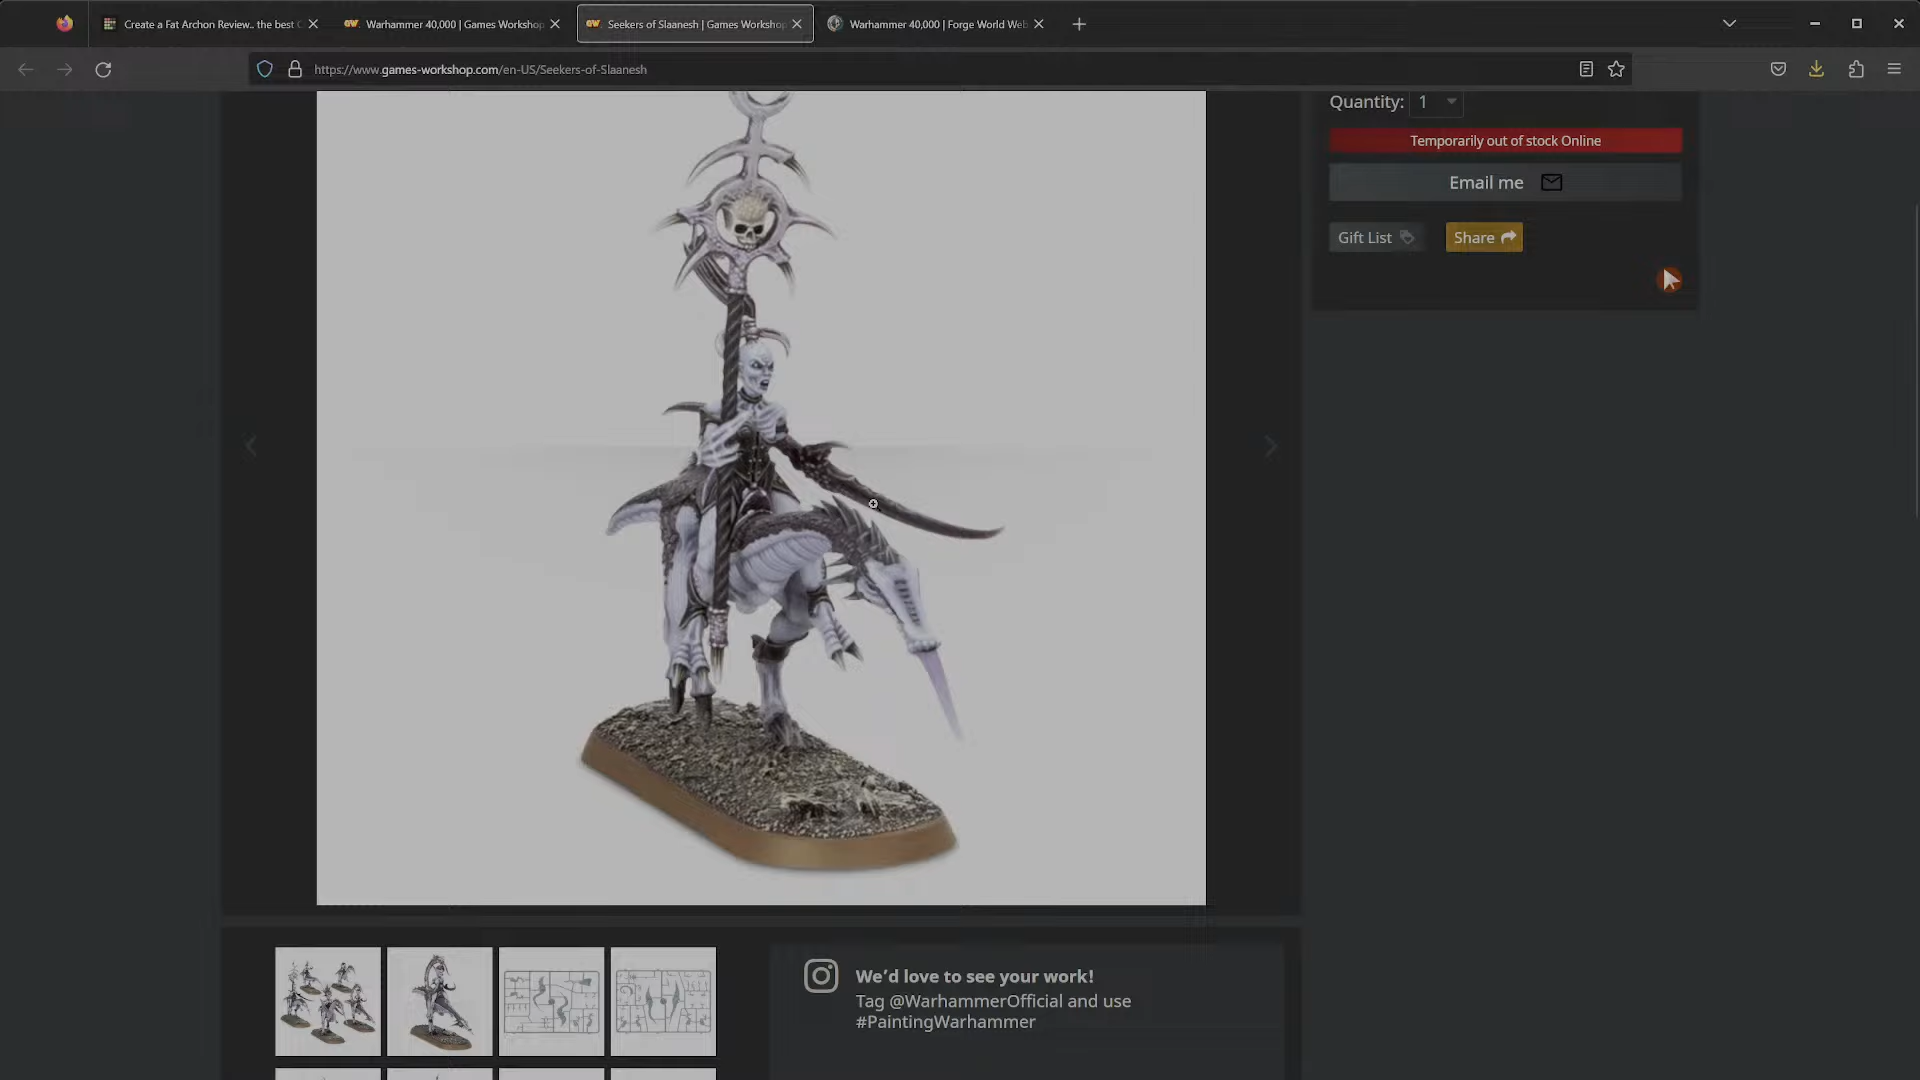 Create a Fat Archon Review.. the best C
Warhammer 40,000 | Games Workshop
Seekers of Slaanesh | Games Workshop
Warhammer 40,000 | Forge World Web
https://www.games-workshop.com/en-US/Seekers-of-Slaanesh
Quantity: 1
Temporarily out of stock Online
Email me
Gift List
Share
We'd love to see your work!
Tag @WarhammerOfficial and use
#PaintingWarhammer